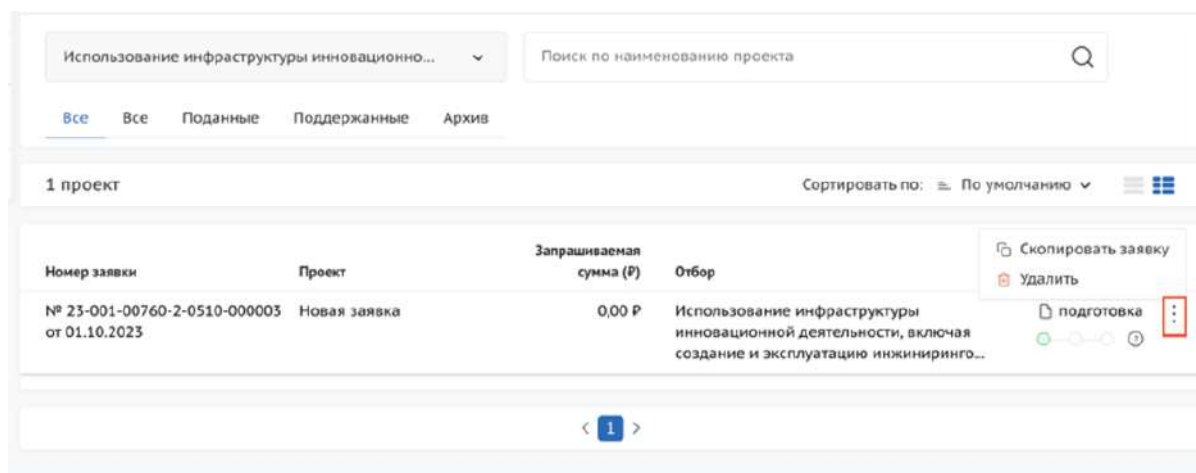 Использование инфраструктуры инновационно...
Поиск по наименованию проекта
Все Все Поданные Поддержанные Архив
1 проект
Сортировать по: По умолчанию
Скопировать заявку
Удалить
Номер заявки
Проект
Запрашиваемая
сумма (₽)
Отбор
№ 23-001-00760-2-0510-000003
от 01.10.2023
Новая заявка
0,00 ₽
Использование инфраструктуры
инновационной деятельности, включая
создание и эксплуатацию инжиниринго...
подготовка
1